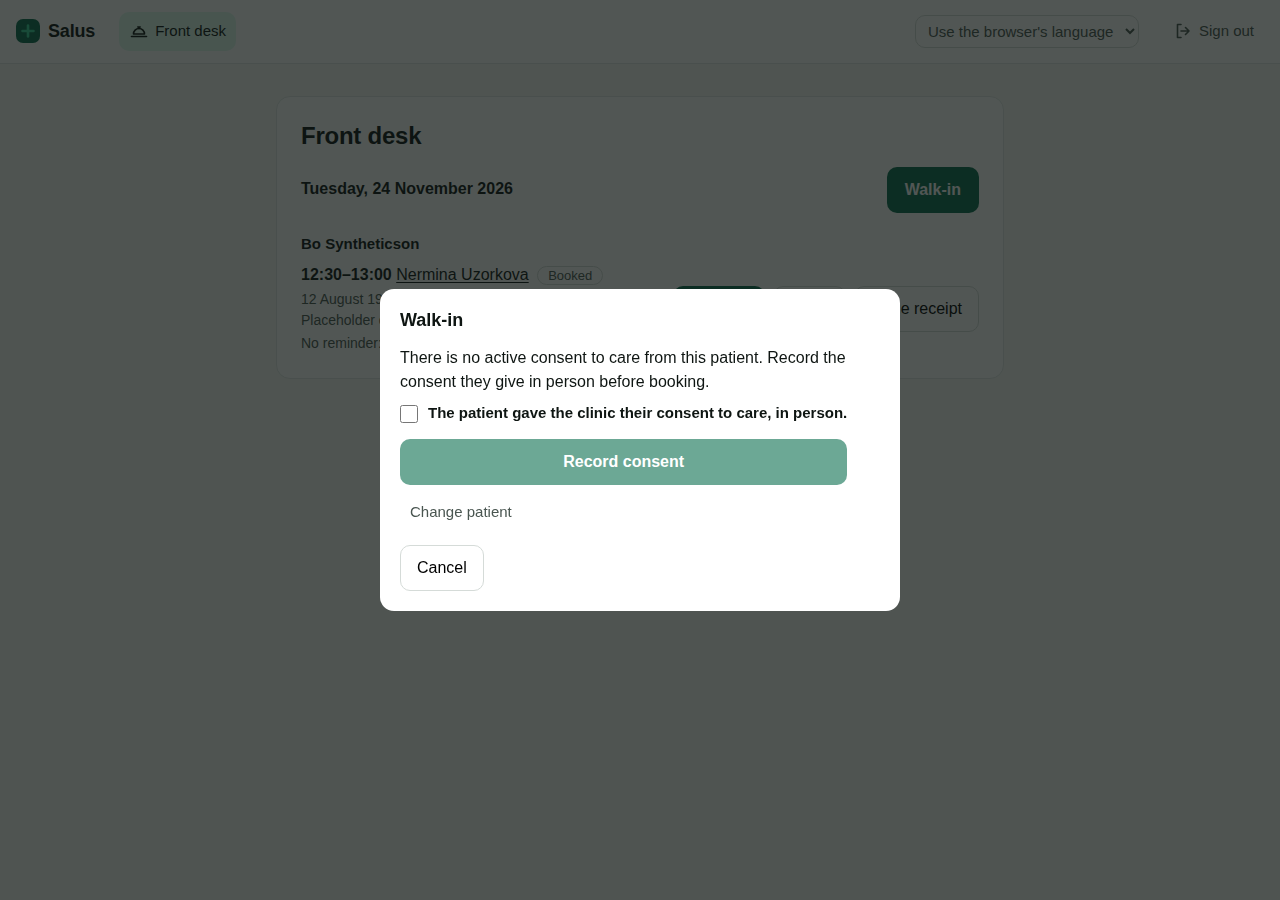 Salus
Front desk
Use the browser's language
Sign out
Front desk
Tuesday, 24 November 2026
Walk-in
Bo Syntheticson
12:30–13:00 Nermina Uzorkova Booked
12 August 19
Placeholder
No reminder
e receipt
Walk-in
There is no active consent to care from this patient. Record the
consent they give in person before booking.
The patient gave the clinic their consent to care, in person.
Record consent
Change patient
Cancel